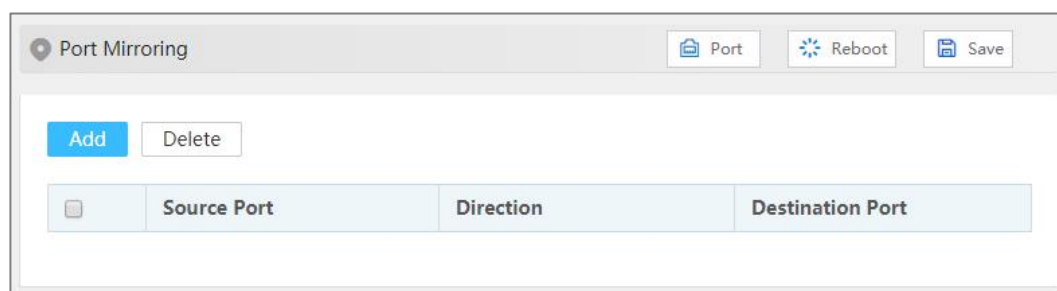 Port Mirroring Port Reboot Save
Add Delete
Source Port Direction Destination Port